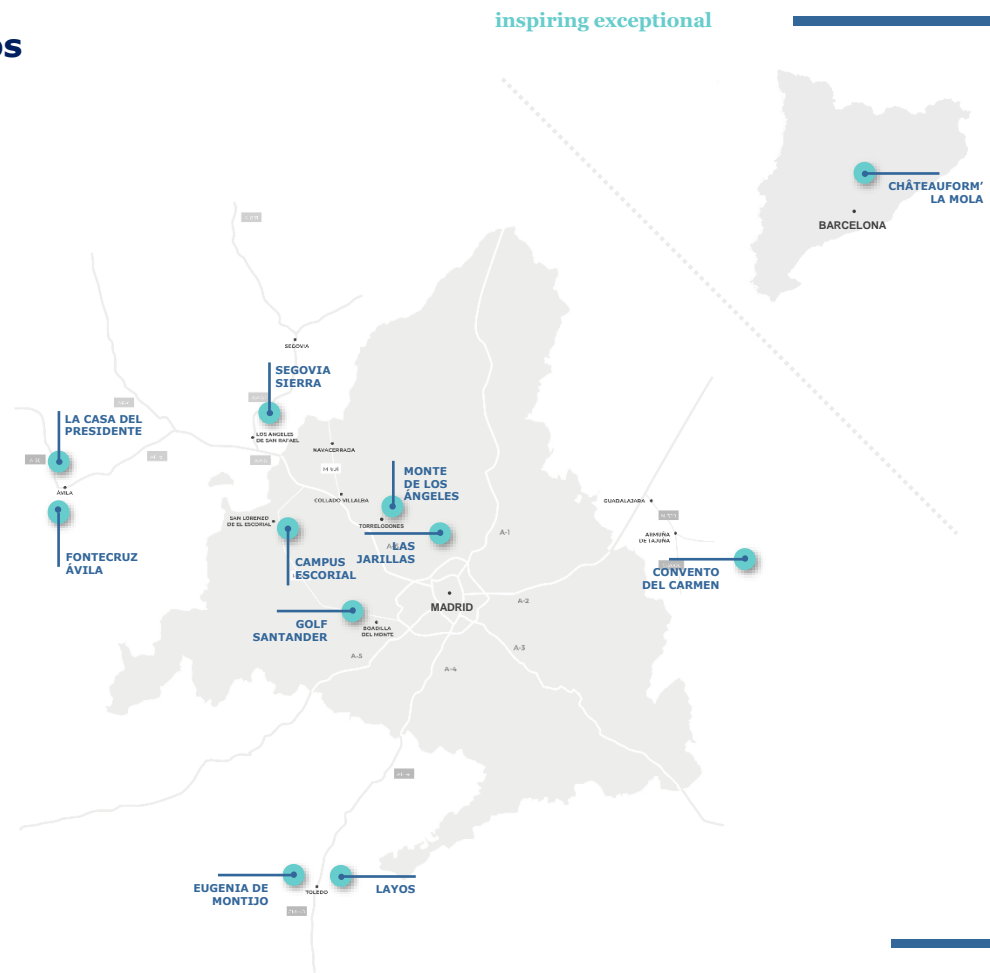 inspiring exceptional
os
CHÂTEAUFORM'
LA MOLA
BARCELONA
SEGOVIA
SEGOVIA
SIERRA
LA CASA DEL
PRESIDENTE
LOS ANGELES
DE SAN RAFAEL
NAVACERRADA
MONTE
DE LOS
ÁNGELES
ÁVILA
COLLADO VILLALBA
GUADALAJARA
SAN LORENZO
DE EL ESCORIAL
TORRELODONES
A-1
ARMUÑA
DE TAJUÑA
LAS
JARILLAS
FONTECRUZ
ÁVILA
CAMPUS
ESCORIAL
CONVENTO
DEL CARMEN
A-2
MADRID
GOLF
SANTANDER
BOADILLA
DEL MONTE
A-3
A-5
A-4
EUGENIA DE
MONTIJO
TOLEDO
LAYOS